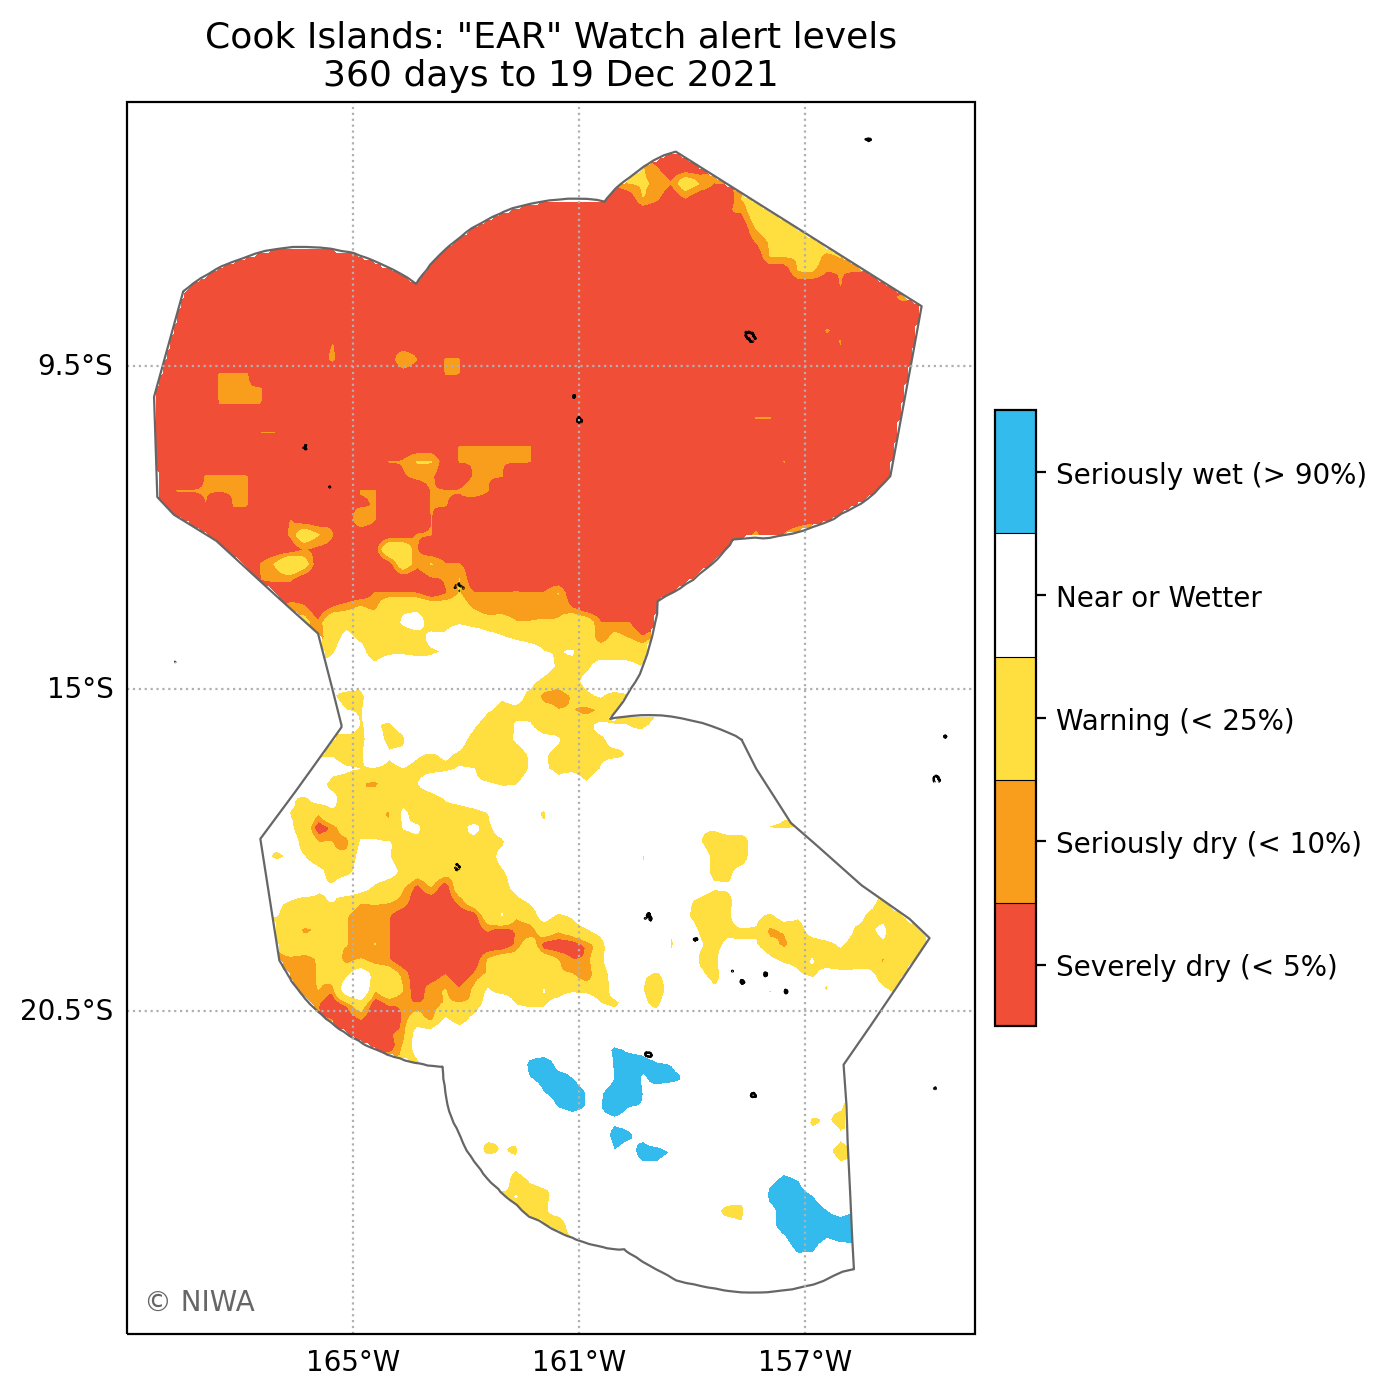 Cook Islands: "EAR" Watch alert levels
360 days to 19 Dec 2021
9.5°S
15°S
20.5°S
165°W
161°W
157°W
Seriously wet (> 90%)
Near or Wetter
Warning (< 25%)
Seriously dry (< 10%)
Severely dry (< 5%)
© NIWA